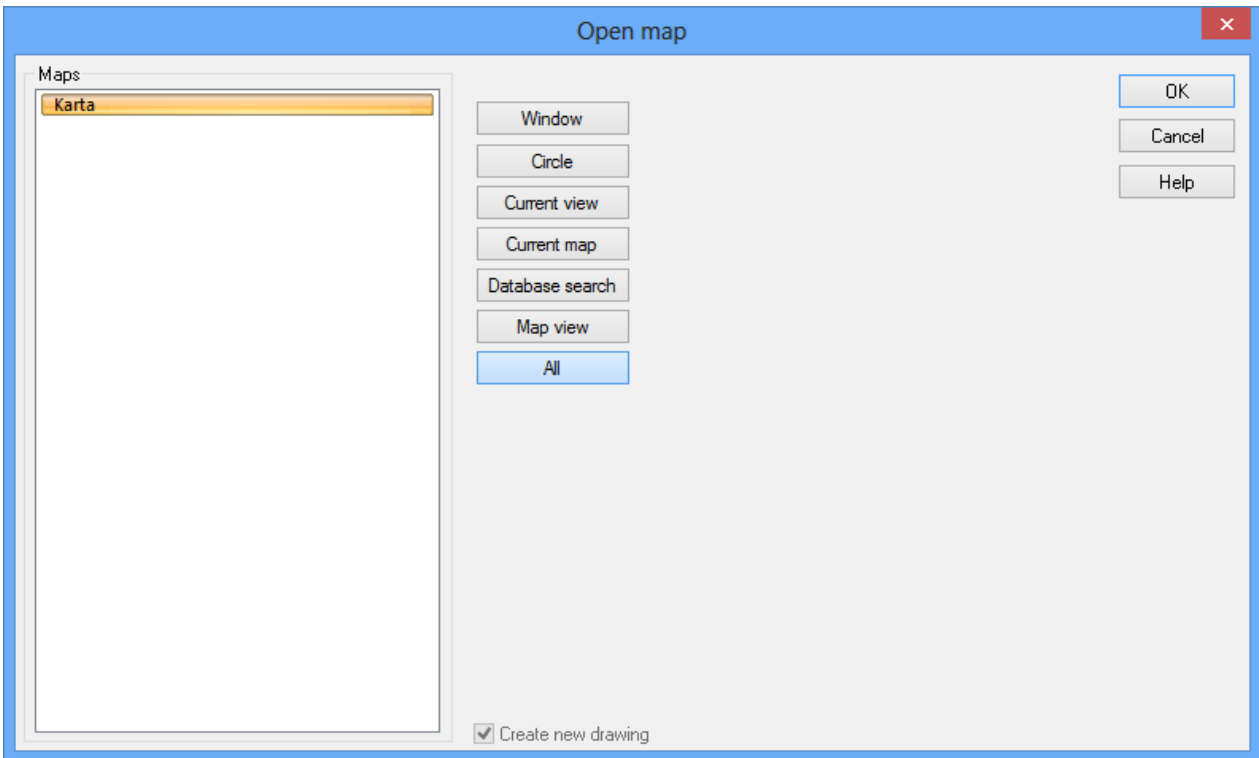 Open map
Maps
Karta
Window
Circle
Current view
Current map
Database search
Map view
All
OK
Cancel
Help
Create new drawing